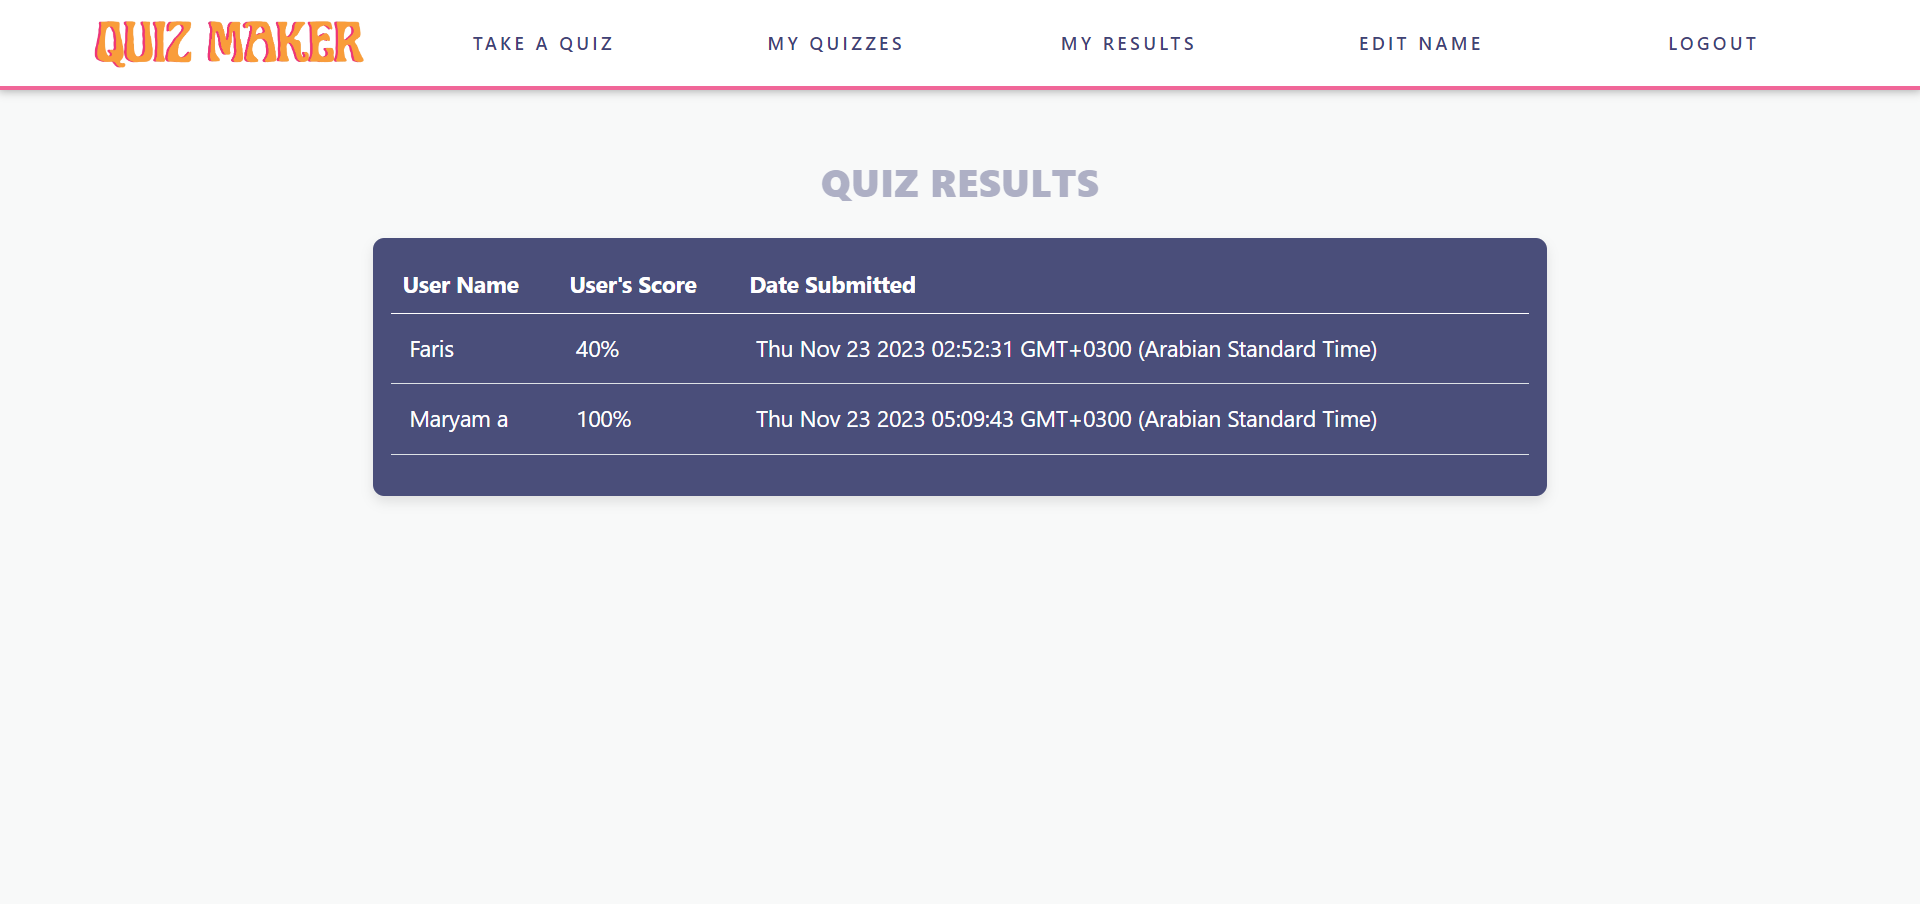 QUIZ MAKER TAKE A QUIZ MY QUIZZES MY RESULTS EDIT NAME LOGOUT
QUIZ RESULTS
User Name User's Score Date Submitted
Faris 40% Thu Nov 23 2023 02:52:31 GMT+0300 (Arabian Standard Time)
Maryam a 100% Thu Nov 23 2023 05:09:43 GMT+0300 (Arabian Standard Time)